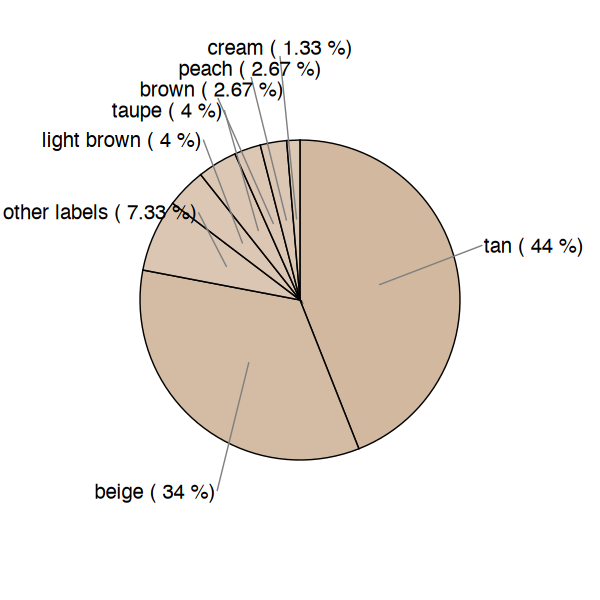 cream ( 1.33 %)
peach ( 2.67 %)
brown ( 2.67 %)
taupe ( 4 %)
light brown ( 4 %)
other labels ( 7.33 %)
tan ( 44 %)
beige ( 34 %)